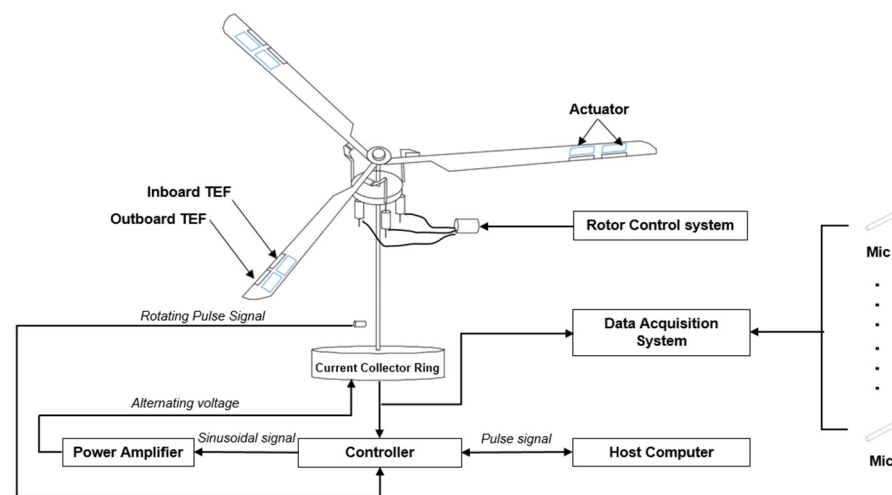 Actuator
Inboard TEF
Outboard TEF
Rotor Control system
Mic
Rotating Pulse Signal
Data Acquisition
System
Current Collector Ring
Alternating voltage
Sinusoidal signal
Pulse signal
Power Amplifier
Controller
Host Computer
Mic